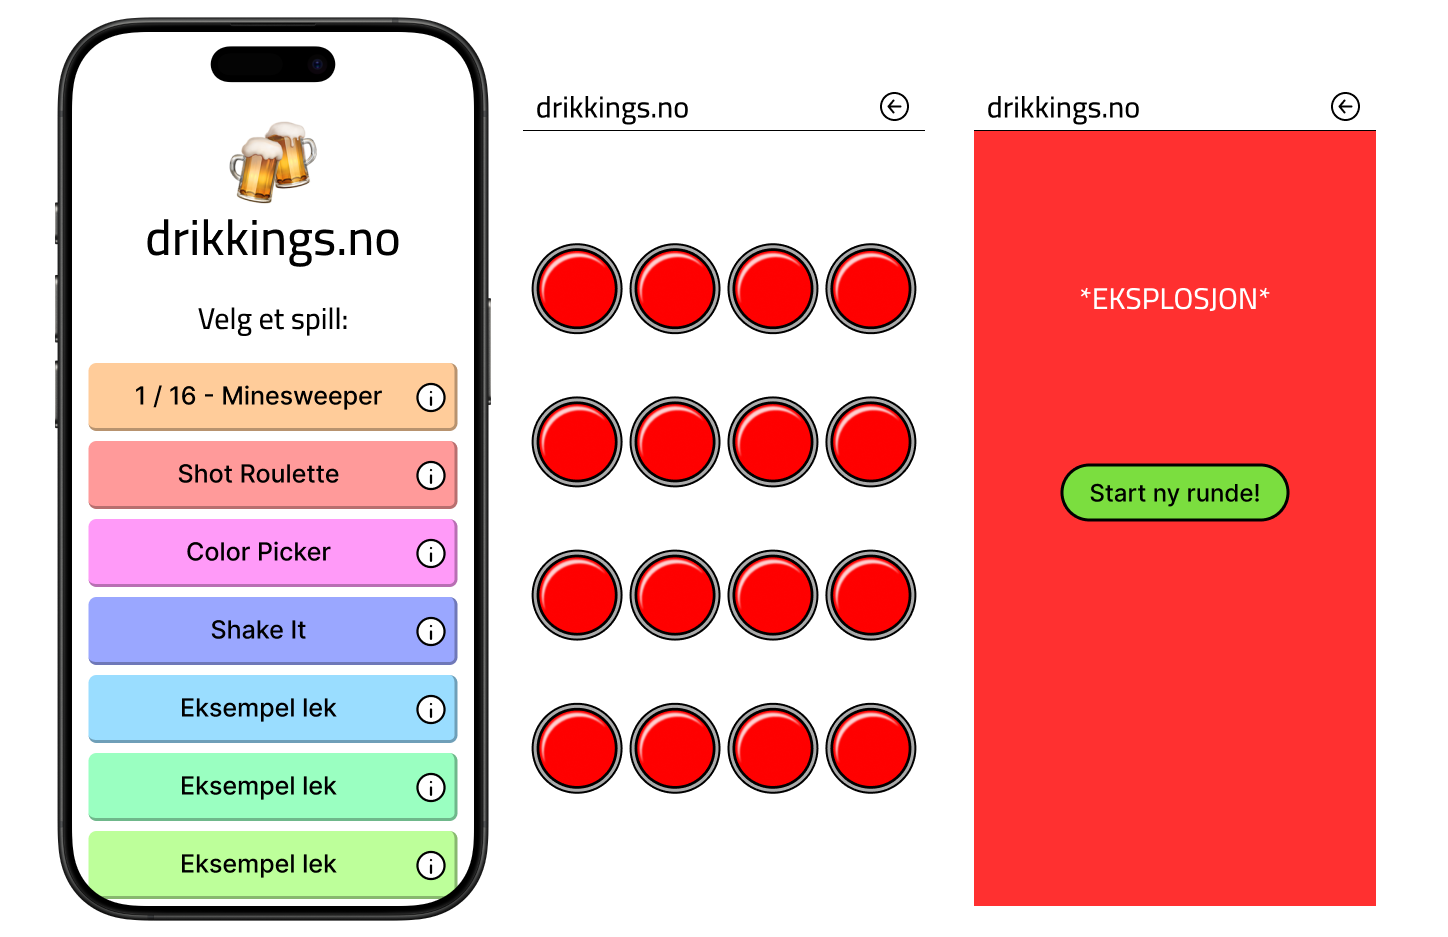 drikkings.no
Velg et spill:
1 / 16 - Minesweeper
Shot Roulette
Color Picker
Shake It
Eksempel lek
Eksempel lek
Eksempel lek
drikkings.no
drikkings.no
*EKSPLOSJON*
Start ny runde!